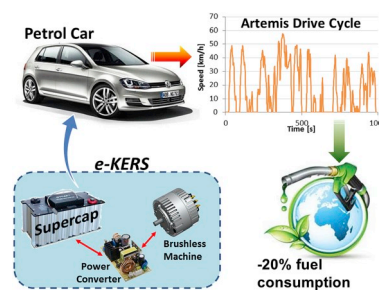 Petrol Car
Artemis Drive Cycle
Speed [km/h]
70
60
50
40
30
20
10
0
0
500
1000
Time [s]
e-KERS
Supercap
Power
Converter
Brushless
Machine
-20% fuel
consumption